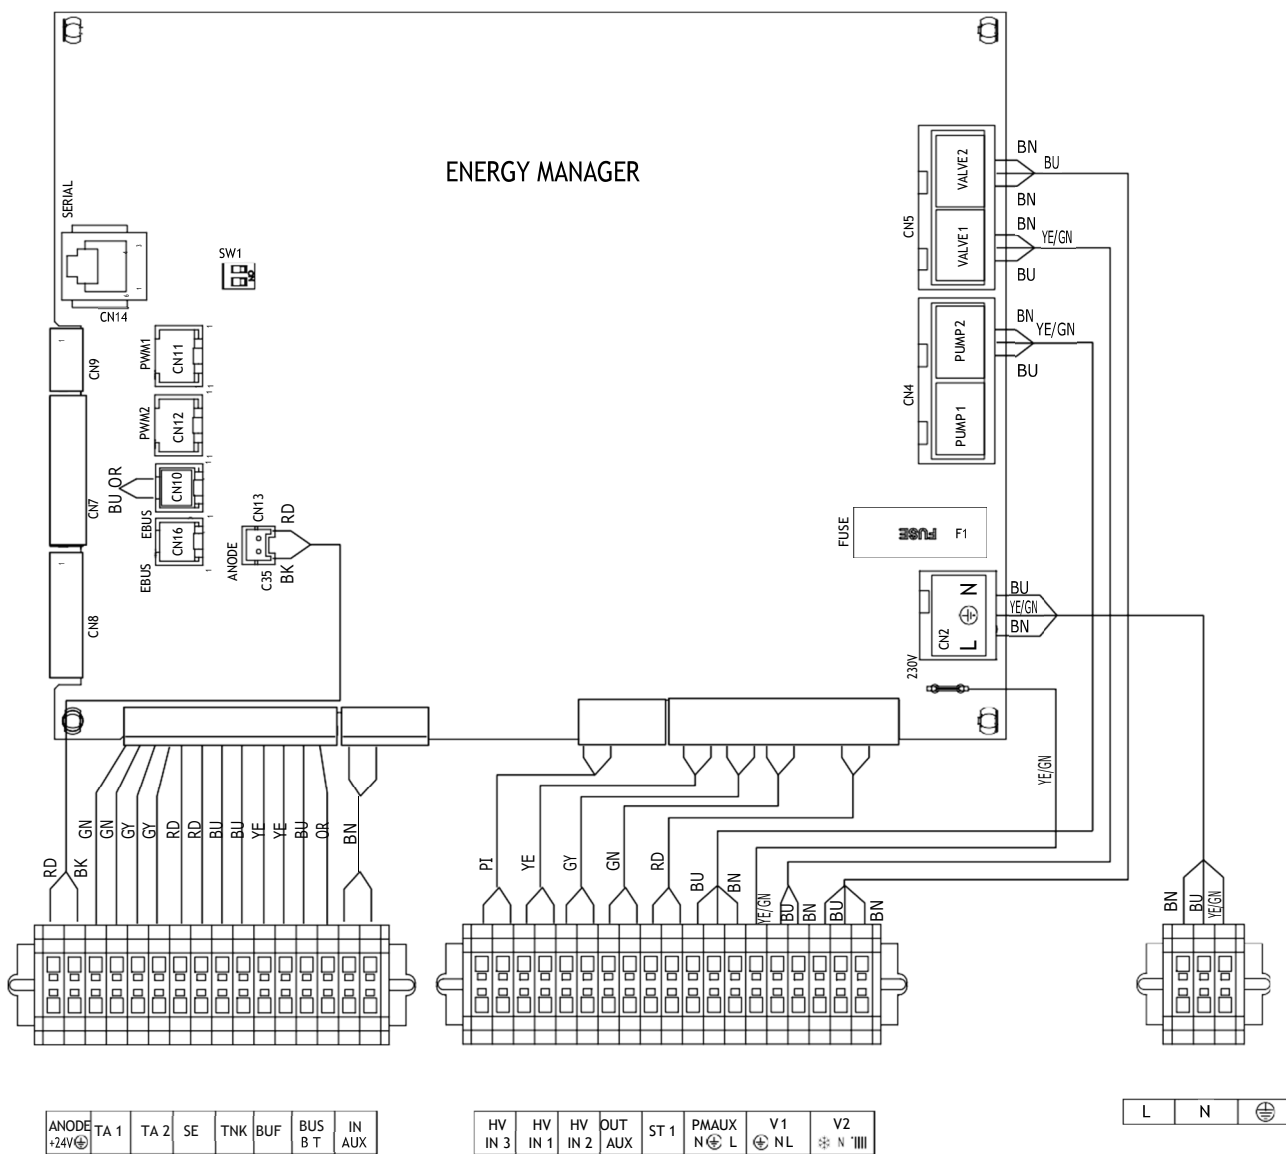 ENERGY MANAGER
SERIAL
CN14
SW1
ON
CN9
PWM1
CN11
PWM2
CN12
CN7
BU OR
CN10
EBUS
CN16
EBUS
CN8
CN13
RD
ANODE
C35
BK
CN5
VALVE2
VALVE1
BN
BU
BN
BN
YE/GN
BU
CN4
PUMP2
PUMP1
BN
YE/GN
BU
FUSE
FUSE F1
CN2
L N
BU
YE/GN
BN
230V
YE/GN
RD
BK
GN
GN
GY
GY
RD
RD
BU
BU
YE
YE
BU
OR
BN
PI
YE
GY
GN
RD
BU
BN
YE/GN
BU
BN
BU
BN
BN
BU
YE/GN
ANODE TA 1 TA 2 SE TNK BUF BUS IN
+24V B T AUX
HV HV HV OUT ST 1 PMAUX V1 V2
IN 3 IN 1 IN 2 AUX N L N L N
L N